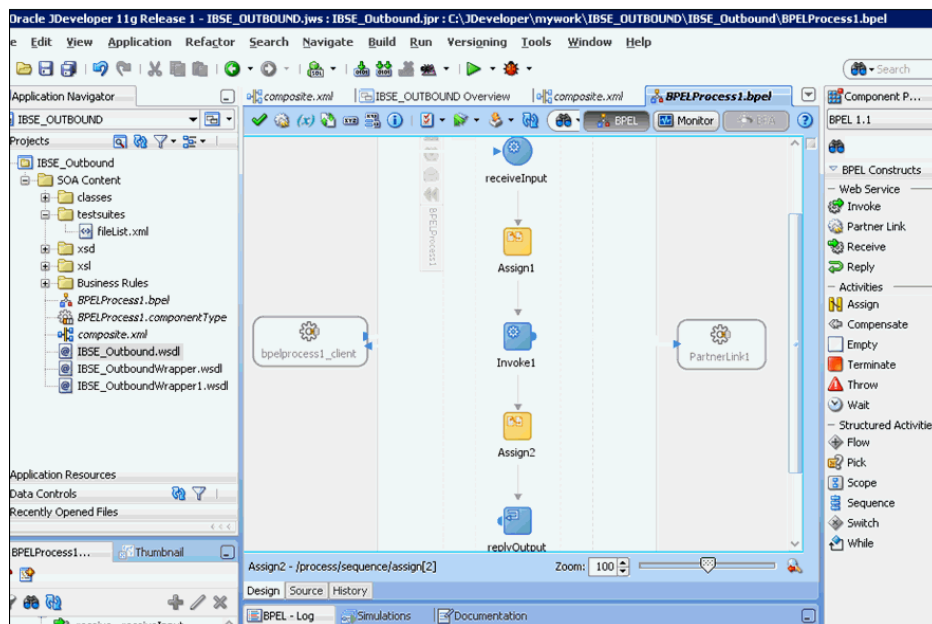 Oracle JDeveloper 11g Release 1 - IBSE_OUTBOUND.jws : IBSE_Outbound.jpr : C:\JDeveloper\mywork\IBSE_OUTBOUND\IBSE_Outbound\BPELProcess1.bpel
e Edit View Application Refactor Search Navigate Build Run Versioning Tools Window Help
Search
Application Navigator
composite.xml
IBSE_OUTBOUND Overview
composite.xml
BPELProcess1.bpel
Component P...
IBSE_OUTBOUND
BPEL
Monitor
BPA
BPEL 1.1
Projects
IBSE_Outbound
SOA Content
classes
testsuites
fileList.xml
xsd
xsl
Business Rules
BPELProcess1.bpel
BPELProcess1.componentType
composite.xml
IBSE_Outbound.wsdl
IBSE_OutboundWrapper.wsdl
IBSE_OutboundWrapper1.wsdl
Application Resources
Data Controls
Recently Opened Files
BPELProcess1...
Thumbnail
receive - receiveInput
BPELProcess1
receiveInput
Assign1
bpelprocess1_client
Invoke1
PartnerLink1
Assign2
replyOutput
Assign2 - /process/sequence/assign[2]
Zoom: 100
Design Source History
BPEL - Log
Simulations
Documentation
BPEL Constructs
Web Service
Invoke
Partner Link
Receive
Reply
Activities
Assign
Compensate
Empty
Terminate
Throw
Wait
Structured Activitie
Flow
Pick
Scope
Sequence
Switch
While